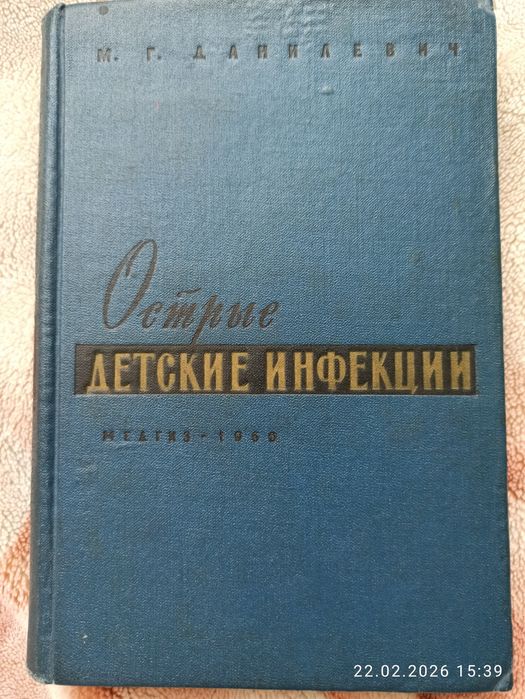 М. Г. ДАНИЛЕВИЧ
Острые
ДЕТСКИЕ ИНФЕКЦИИ
МЕДГИЗ - 1960
22.02.2026 15:39